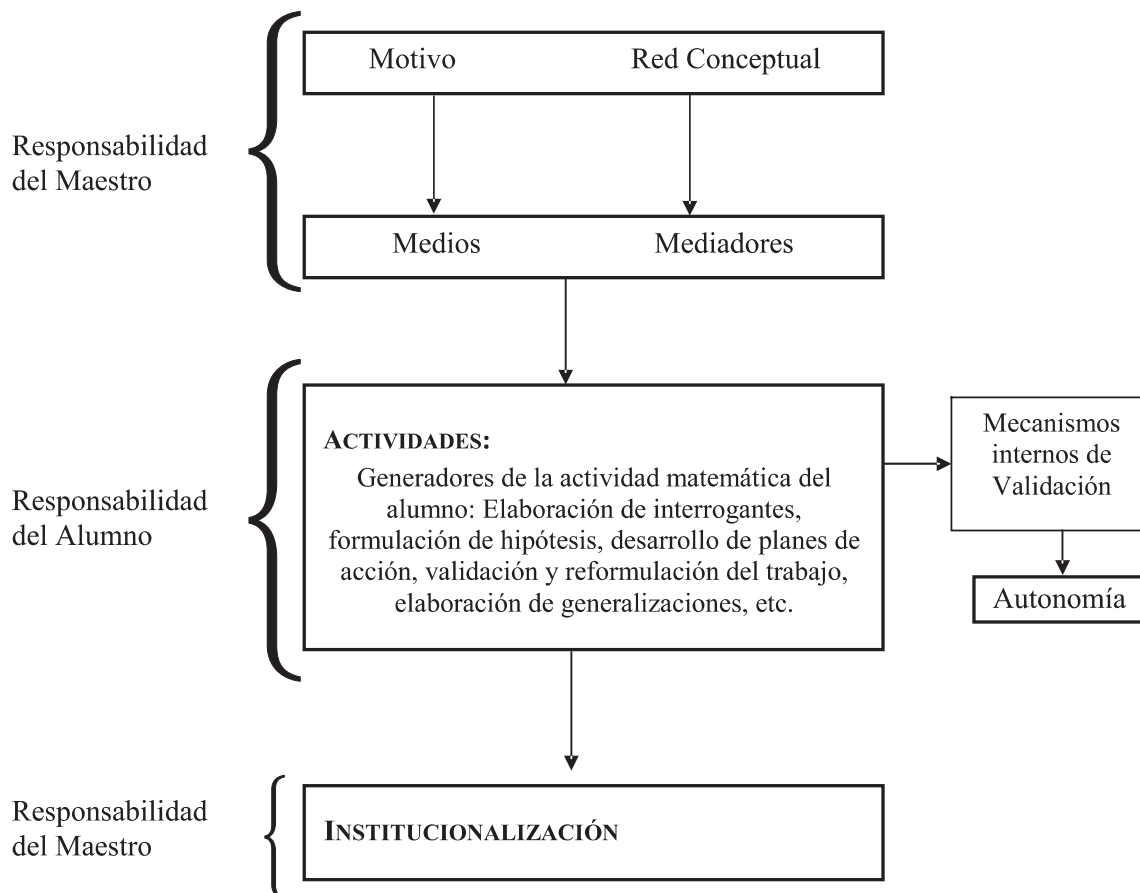 Motivo Red Conceptual
Responsabilidad
del Maestro
Medios Mediadores
Responsabilidad
del Alumno
ACTIVIDADES:
Generadores de la actividad matemática del
alumno: Elaboración de interrogantes,
formulación de hipótesis, desarrollo de planes de
acción, validación y reformulación del trabajo,
elaboración de generalizaciones, etc.
Mecanismos
internos de
Validación
Autonomía
Responsabilidad
del Maestro
INSTITUCIONALIZACIÓN